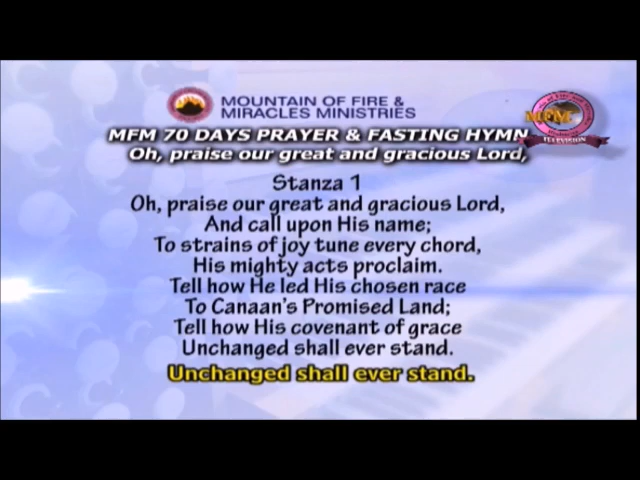 MOUNTAIN OF FIRE &
MIRACLES MINISTRIES
MFM 70 DAYS PRAYER & FASTING HYMN
Oh, praise our great and gracious Lord,
MFM
TELEVISION
Stanza 1
Oh, praise our great and gracious Lord,
And call upon His name;
To strains of joy tune every chord,
His mighty acts proclaim.
Tell how He led His chosen race
To Canaan's Promised Land;
Tell how His covenant of grace
Unchanged shall ever stand.
Unchanged shall ever stand.